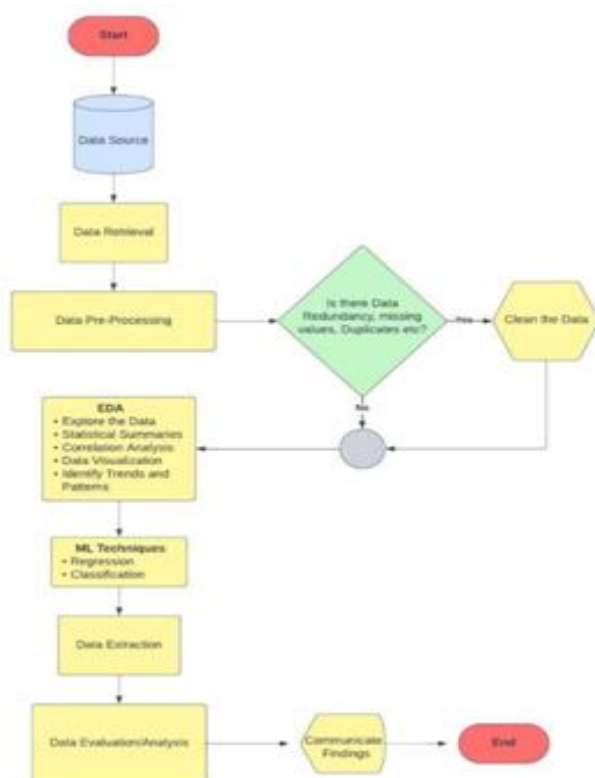 Start
Data Source
Data Retrieval
Data Pre-Processing
Is there Data
Redundancy, missing
values, Duplicates etc?
Yes
Clean the Data
No
EDA
• Explore the Data
• Statistical Summaries
• Correlation Analysis
• Data Visualization
• Identify Trends and
Patterns
ML Techniques
• Regression
• Classification
Data Extraction
Data Evaluation/Analysis
Communicate
Findings
End